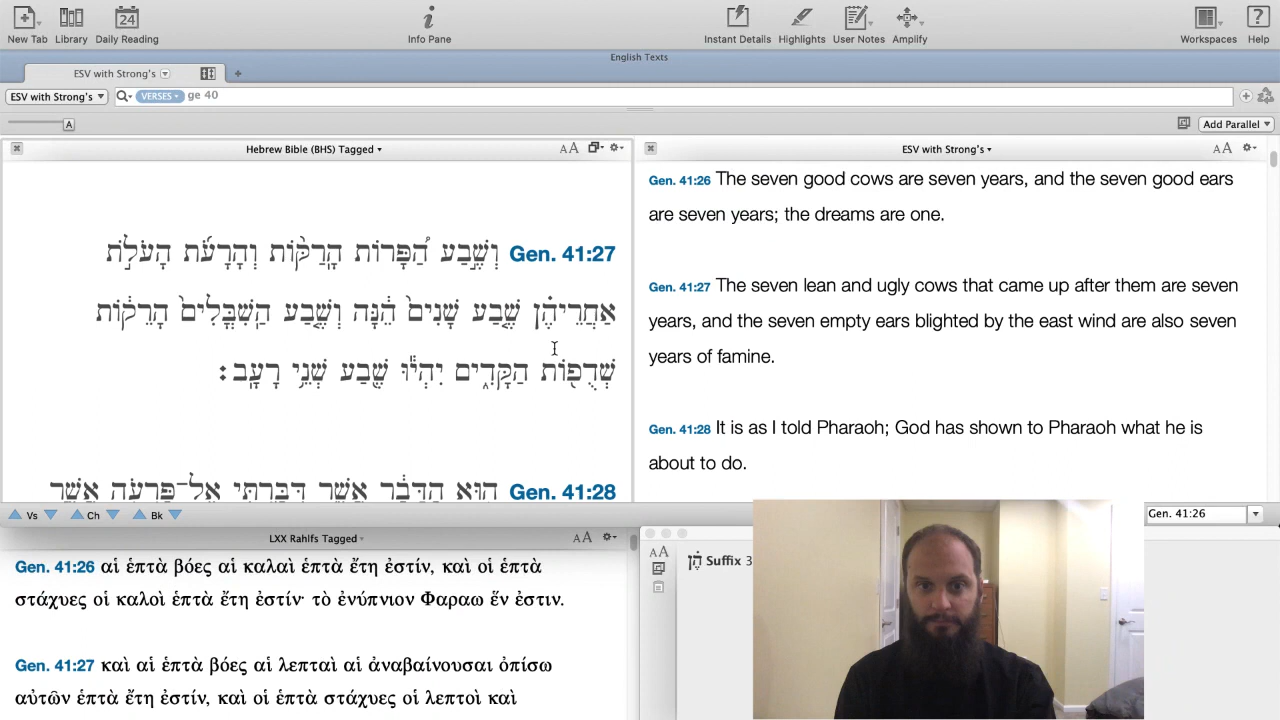 New Tab
Library
Daily Reading
24
Info Pane
Instant Details
Highlights
User Notes
Amplify
Workspaces
Help
English Texts
ESV with Strong's
ESV with Strong's
VERSES
ge 40
A
Add Parallel
Hebrew Bible (BHS) Tagged
AA
Gen. 41:27 וְשֶׁ֣בַע הַ֠פָּרוֹת הָֽרַקּ֨וֹת וְהָרָעֹ֜ת הָעֹלֹ֣ת
אַחֲרֵיהֶ֗ן שֶׁ֤בַע שָׁנִים֙ הֵ֔נָּה וְשֶׁ֤בַע הַֽשִׁבֳּלִים֙ הָרֵק֔וֹת
שְׁדֻפ֖וֹת הַקָּדִ֑ים יִהְי֕וּ שֶׁ֖בַע שְׁנֵ֥י רָעָֽב׃
Gen. 41:28 ה֣וּא הַדָּבָ֔ר אֲשֶׁ֥ר דִּבַּ֖רְתִּי אֶל־פַּרְעֹ֑ה אֲשֶׁ֧ר
ESV with Strong's
AA
Gen. 41:26 The seven good cows are seven years, and the seven good ears
are seven years; the dreams are one.
Gen. 41:27 The seven lean and ugly cows that came up after them are seven
years, and the seven empty ears blighted by the east wind are also seven
years of famine.
Gen. 41:28 It is as I told Pharaoh; God has shown to Pharaoh what he is
about to do.
Vs
Ch
Bk
Gen. 41:26
LXX Rahlfs Tagged
AA
Gen. 41:26 αἱ ἑπτὰ βόες αἱ καλαὶ ἑπτὰ ἔτη ἐστίν, καὶ οἱ ἑπτὰ
στάχυες οἱ καλοὶ ἑπτὰ ἔτη ἐστίν· τὸ ἐνύπνιον Φαραω ἕν ἐστιν.
Gen. 41:27 καὶ αἱ ἑπτὰ βόες αἱ λεπταὶ αἱ ἀναβαίνουσαι ὀπίσω
αὐτῶν ἑπτὰ ἔτη ἐστίν, καὶ οἱ ἑπτὰ στάχυες οἱ λεπτοὶ καὶ
AA
הֶ֗ן Suffix 3